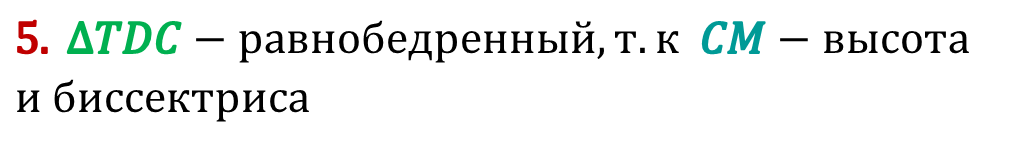 5. ΔTDC − равнобедренный, т. к CM − высота
и биссектриса